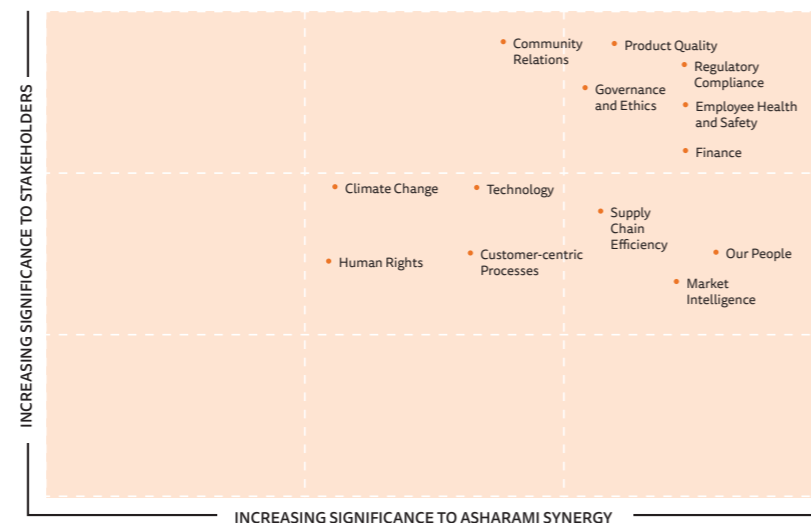 INCREASING SIGNIFICANCE TO STAKEHOLDERS
Community
Relations
Product Quality
Regulatory
Compliance
Governance
and Ethics
Employee Health
and Safety
Finance
Climate Change
Technology
Supply
Chain
Efficiency
Human Rights
Customer-centric
Processes
Our People
Market
Intelligence
INCREASING SIGNIFICANCE TO ASHARAMI SYNERGY